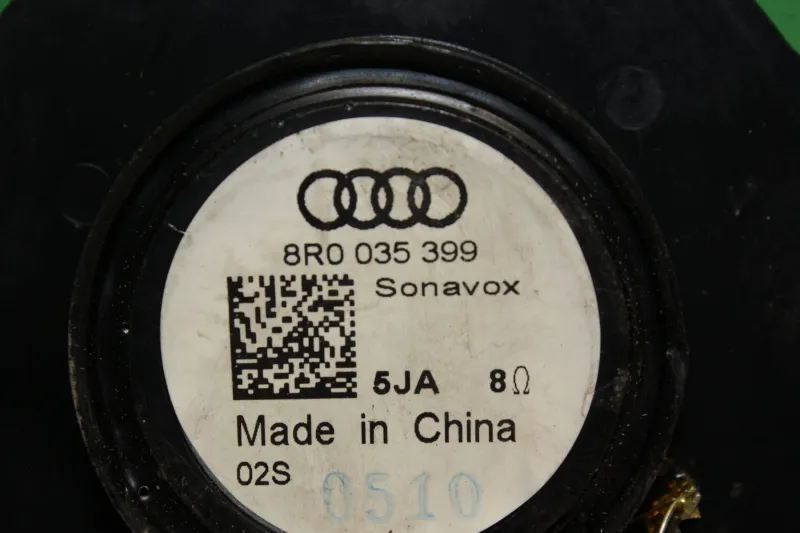 8R0 035 399
Sonavox
5JA 8Ω
Made in China
02S 0510